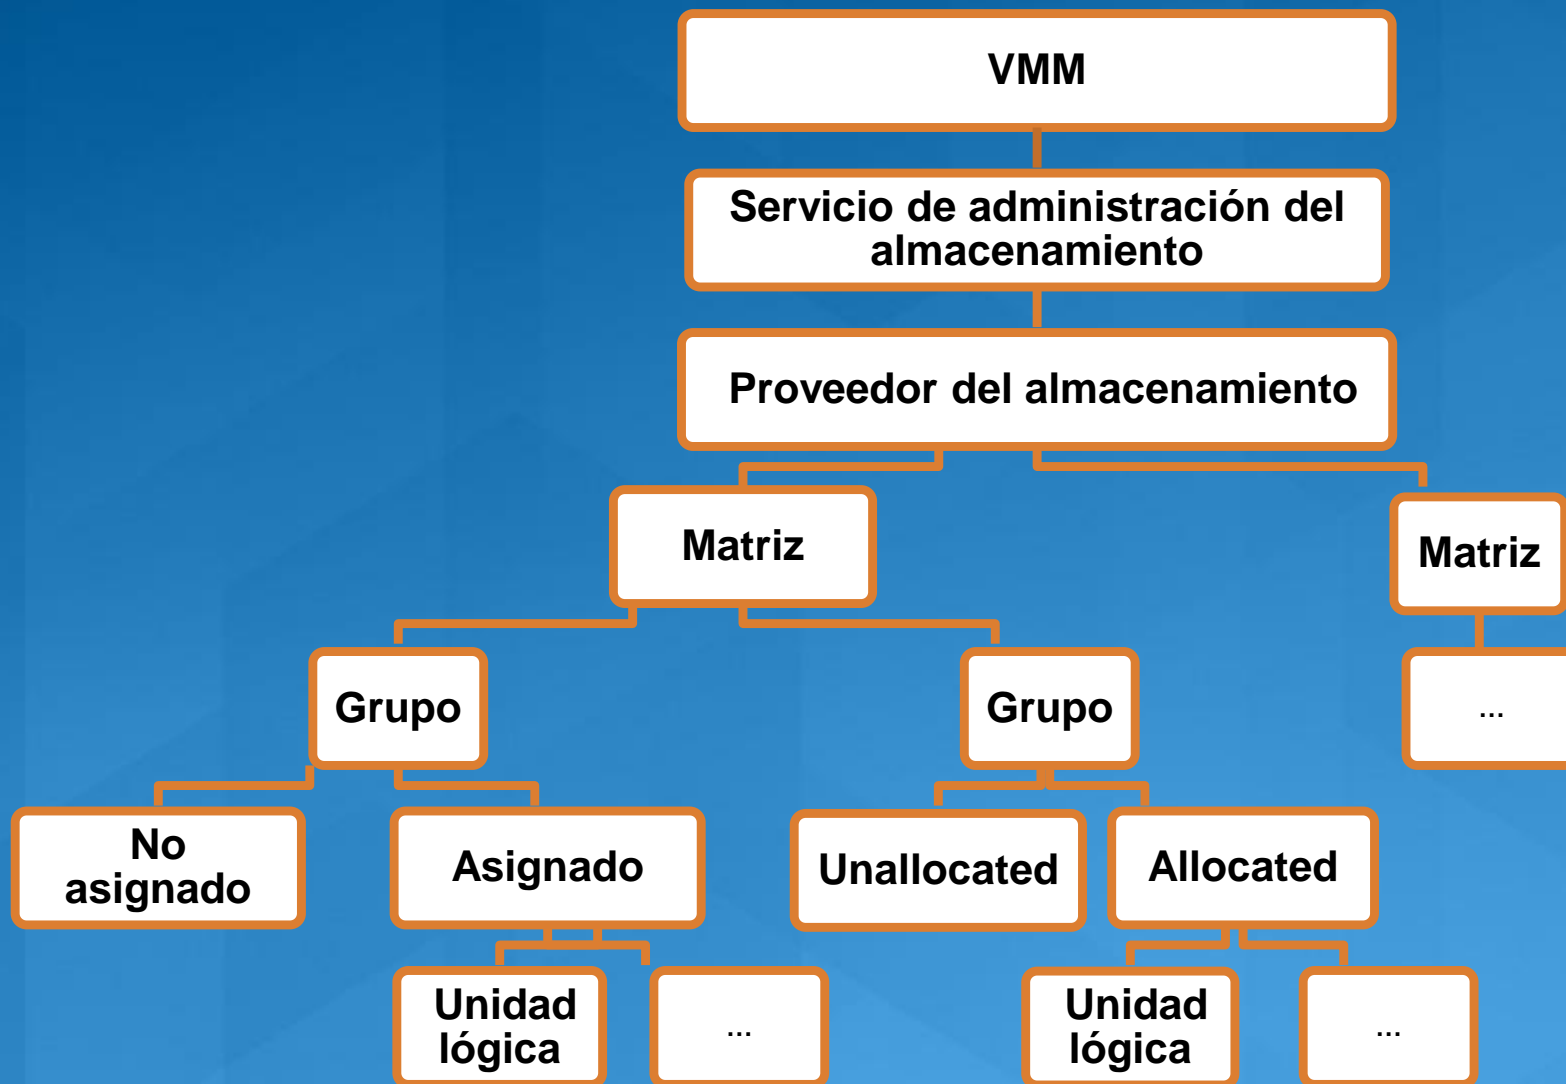 VMM
Servicio de administración del
almacenamiento
Proveedor del almacenamiento
Matriz
Matriz
Grupo
Grupo
...
No
asignado
Asignado
Unallocated
Allocated
Unidad
lógica
...
Unidad
lógica
...